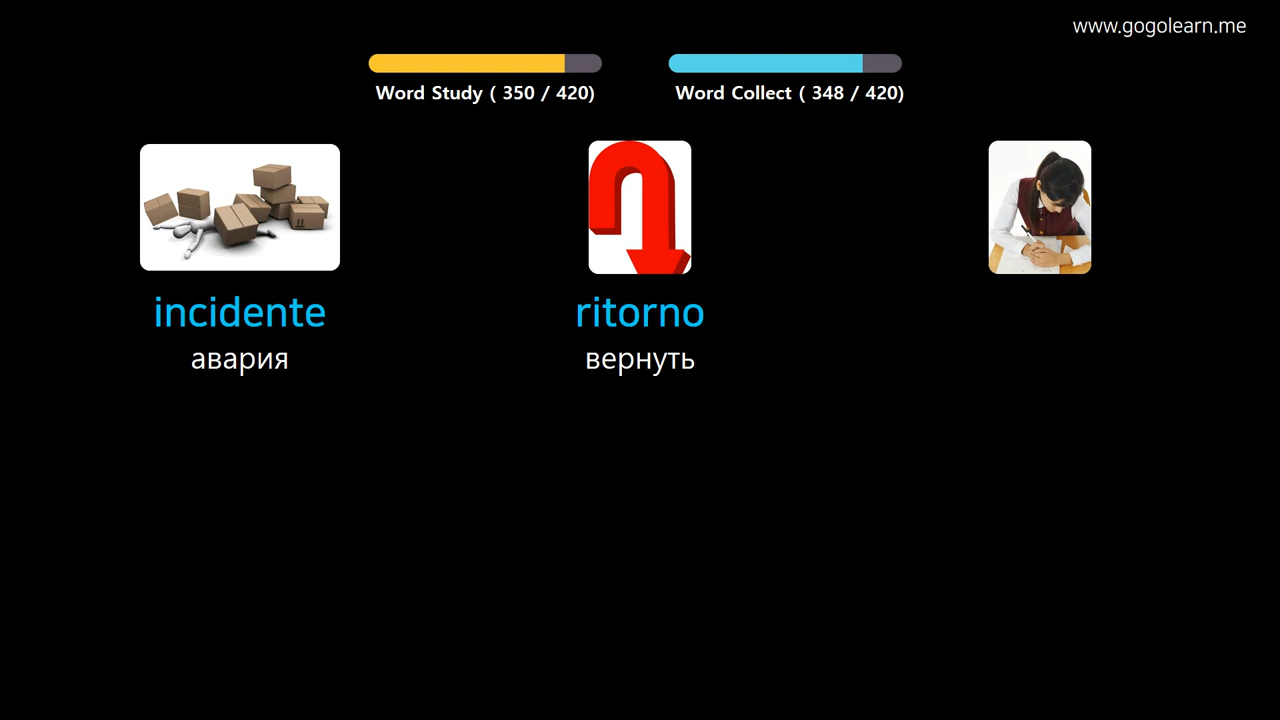 www.gogolearn.me
Word Study ( 350 / 420)
Word Collect ( 348 / 420)
incidente
авария
ritorno
вернуть